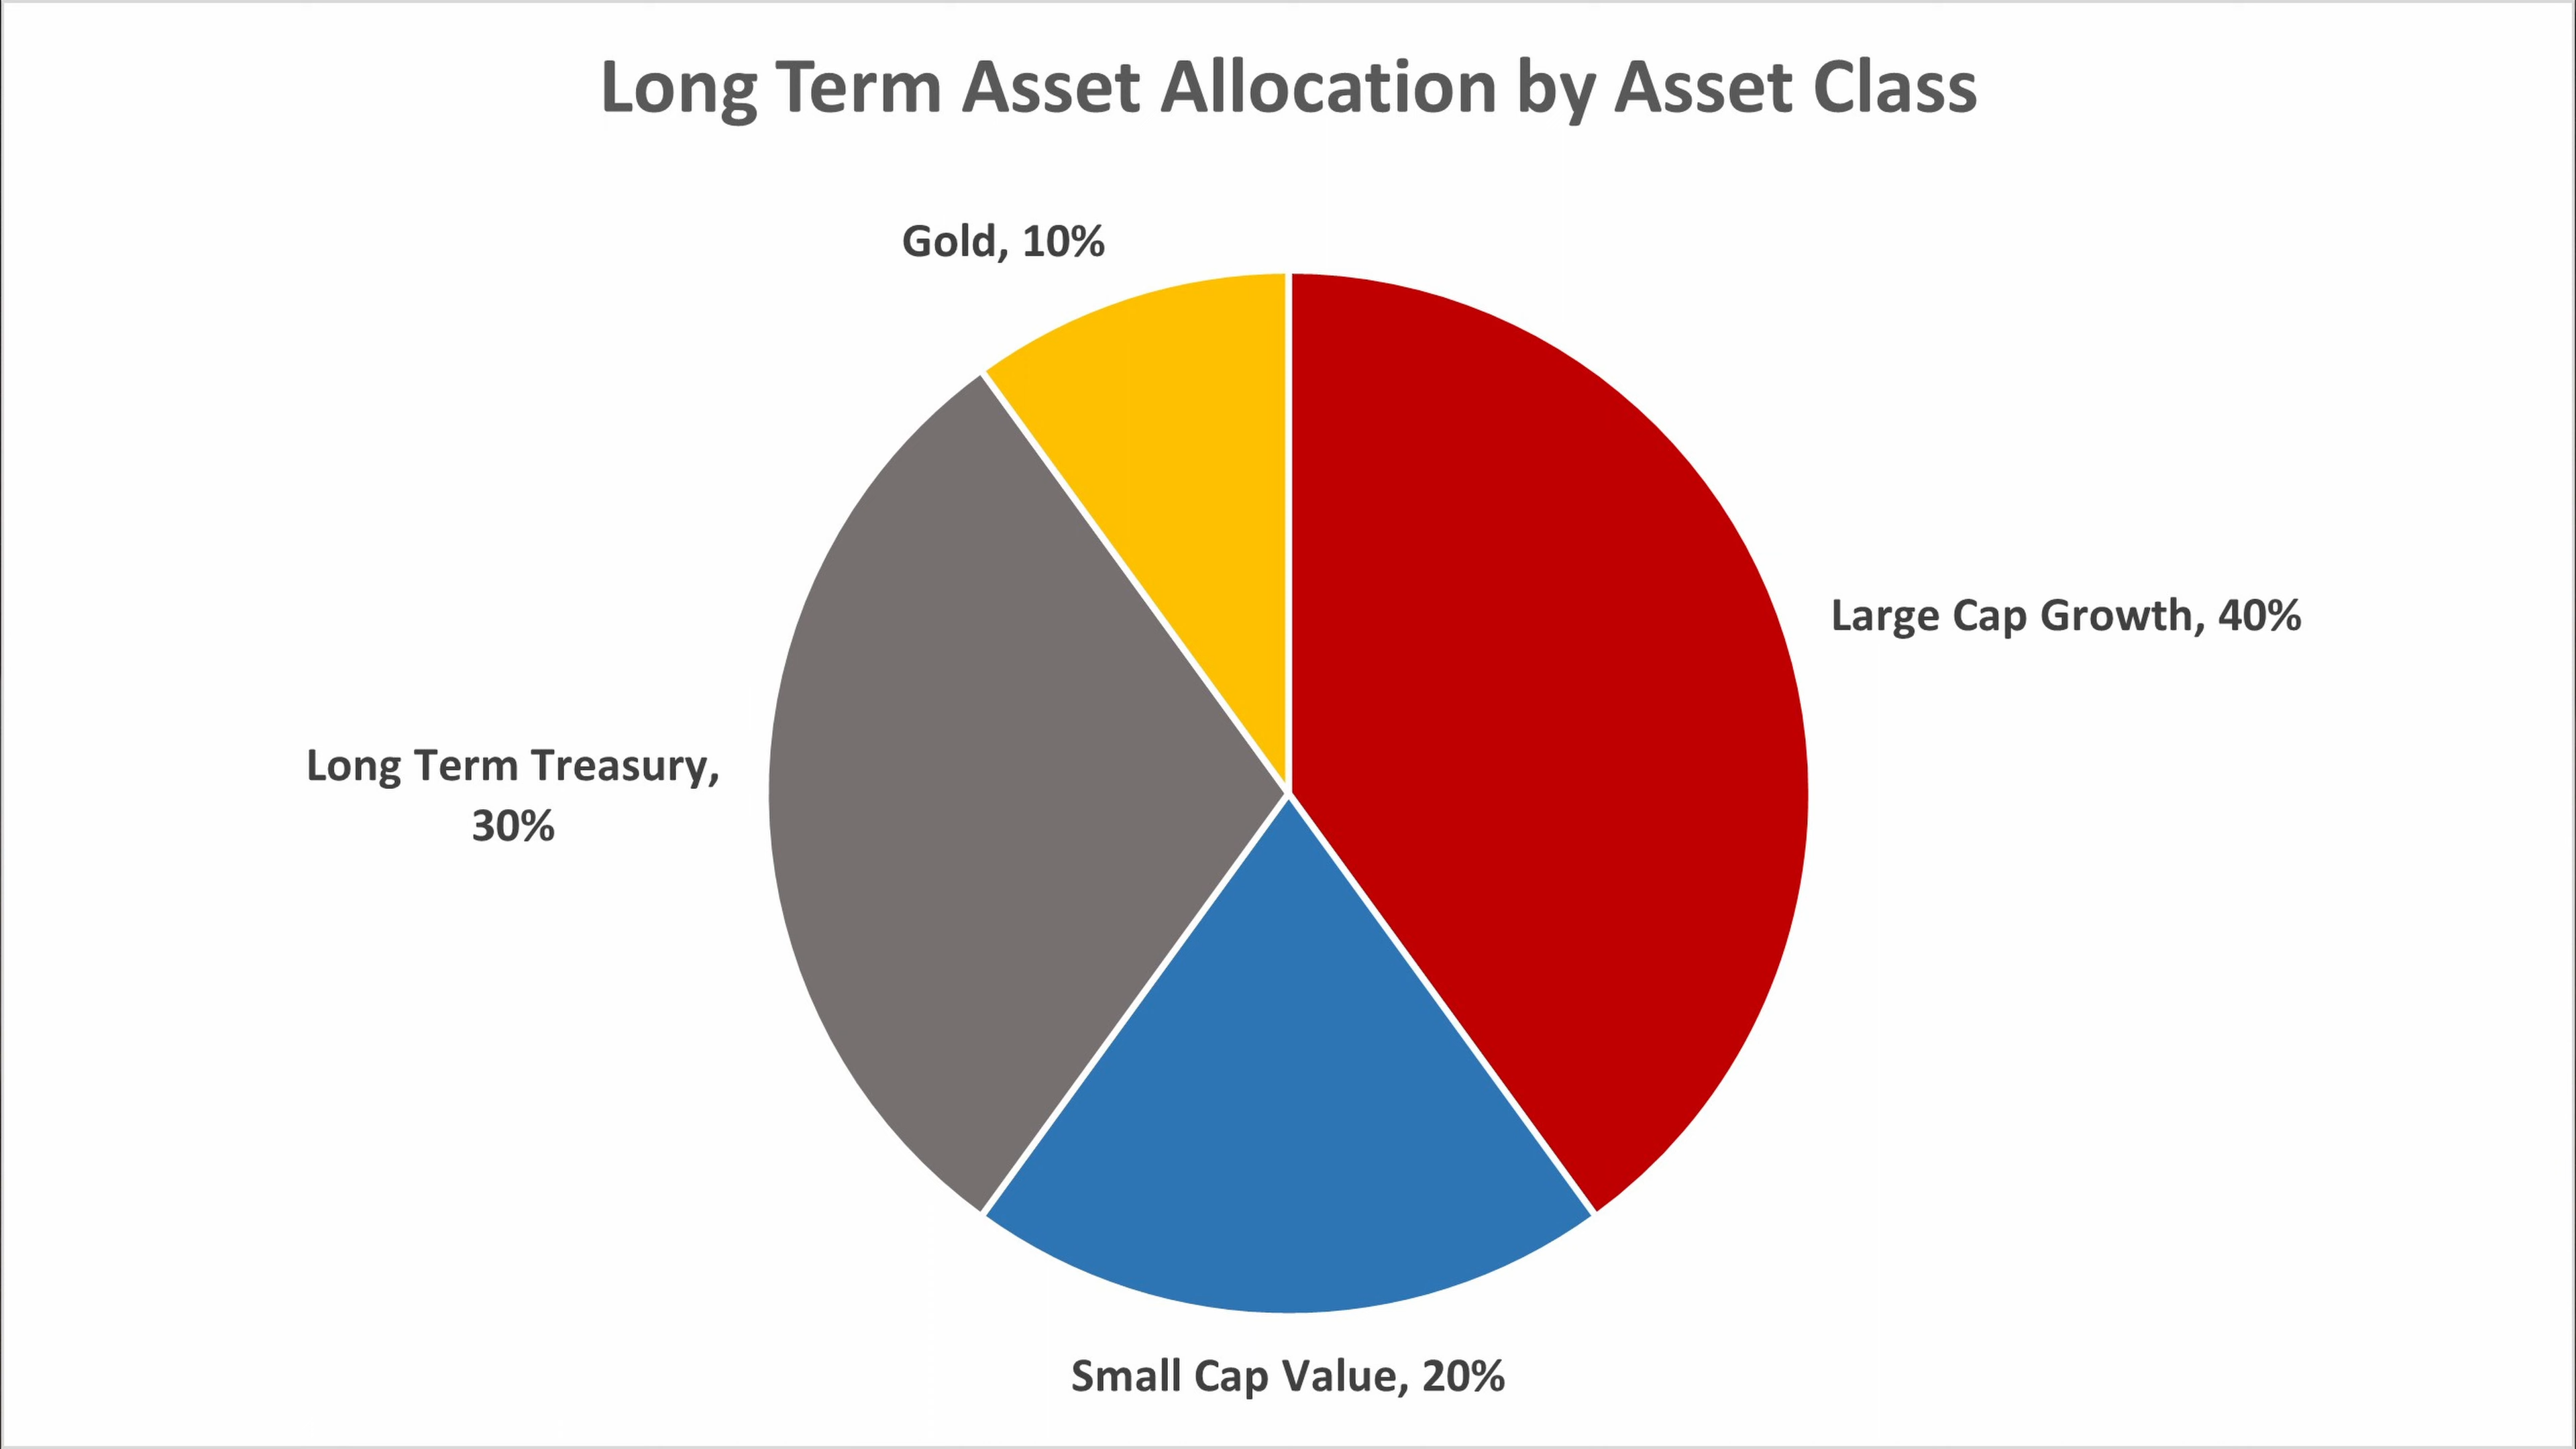 Long Term Asset Allocation by Asset Class
Gold, 10%
Large Cap Growth, 40%
Long Term Treasury,
30%
Small Cap Value, 20%